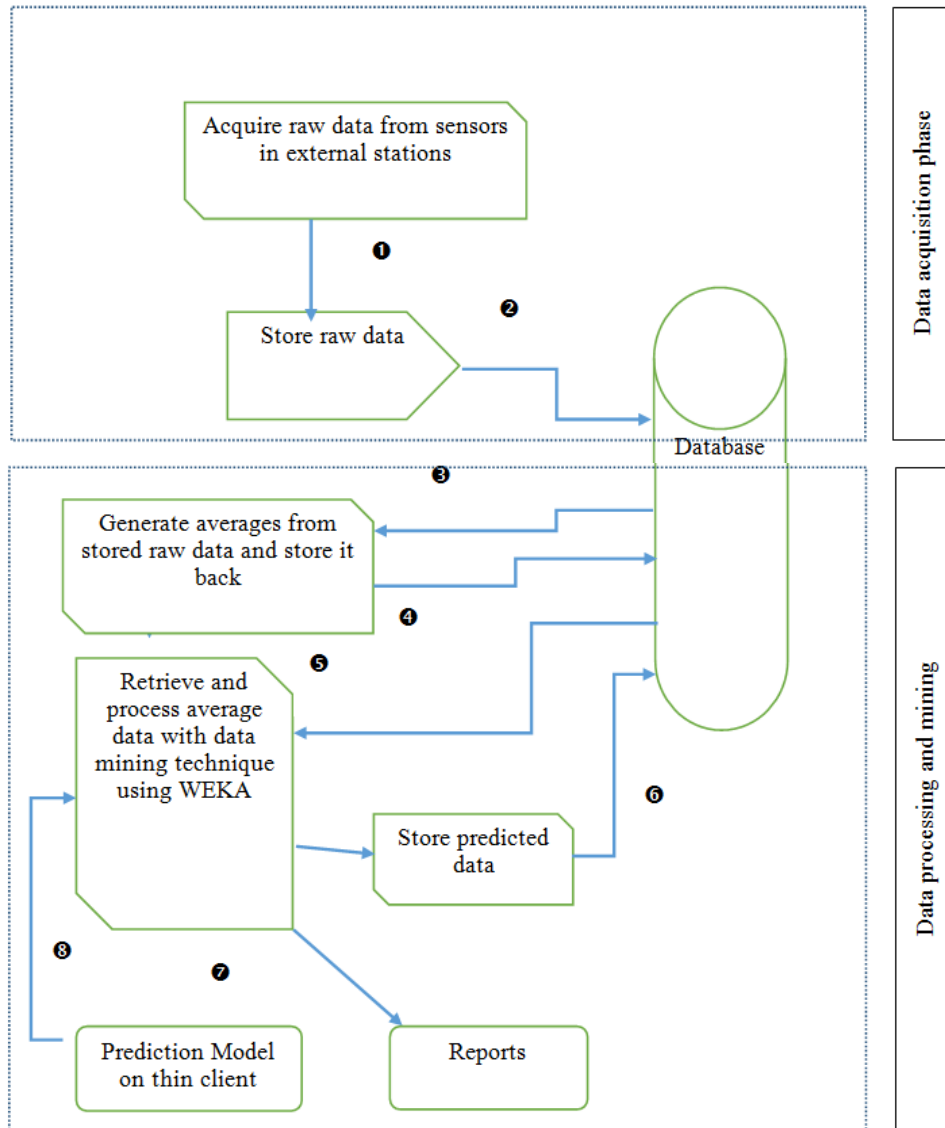 Acquire raw data from sensors
in external stations
❶
❷
Store raw data
Database
Data acquisition phase
❸
Generate averages from
stored raw data and store it
back
❹
❺
Retrieve and
process average
data with data
mining technique
using WEKA
❻
Store predicted
data
❽
❼
Prediction Model
on thin client
Reports
Data processing and mining